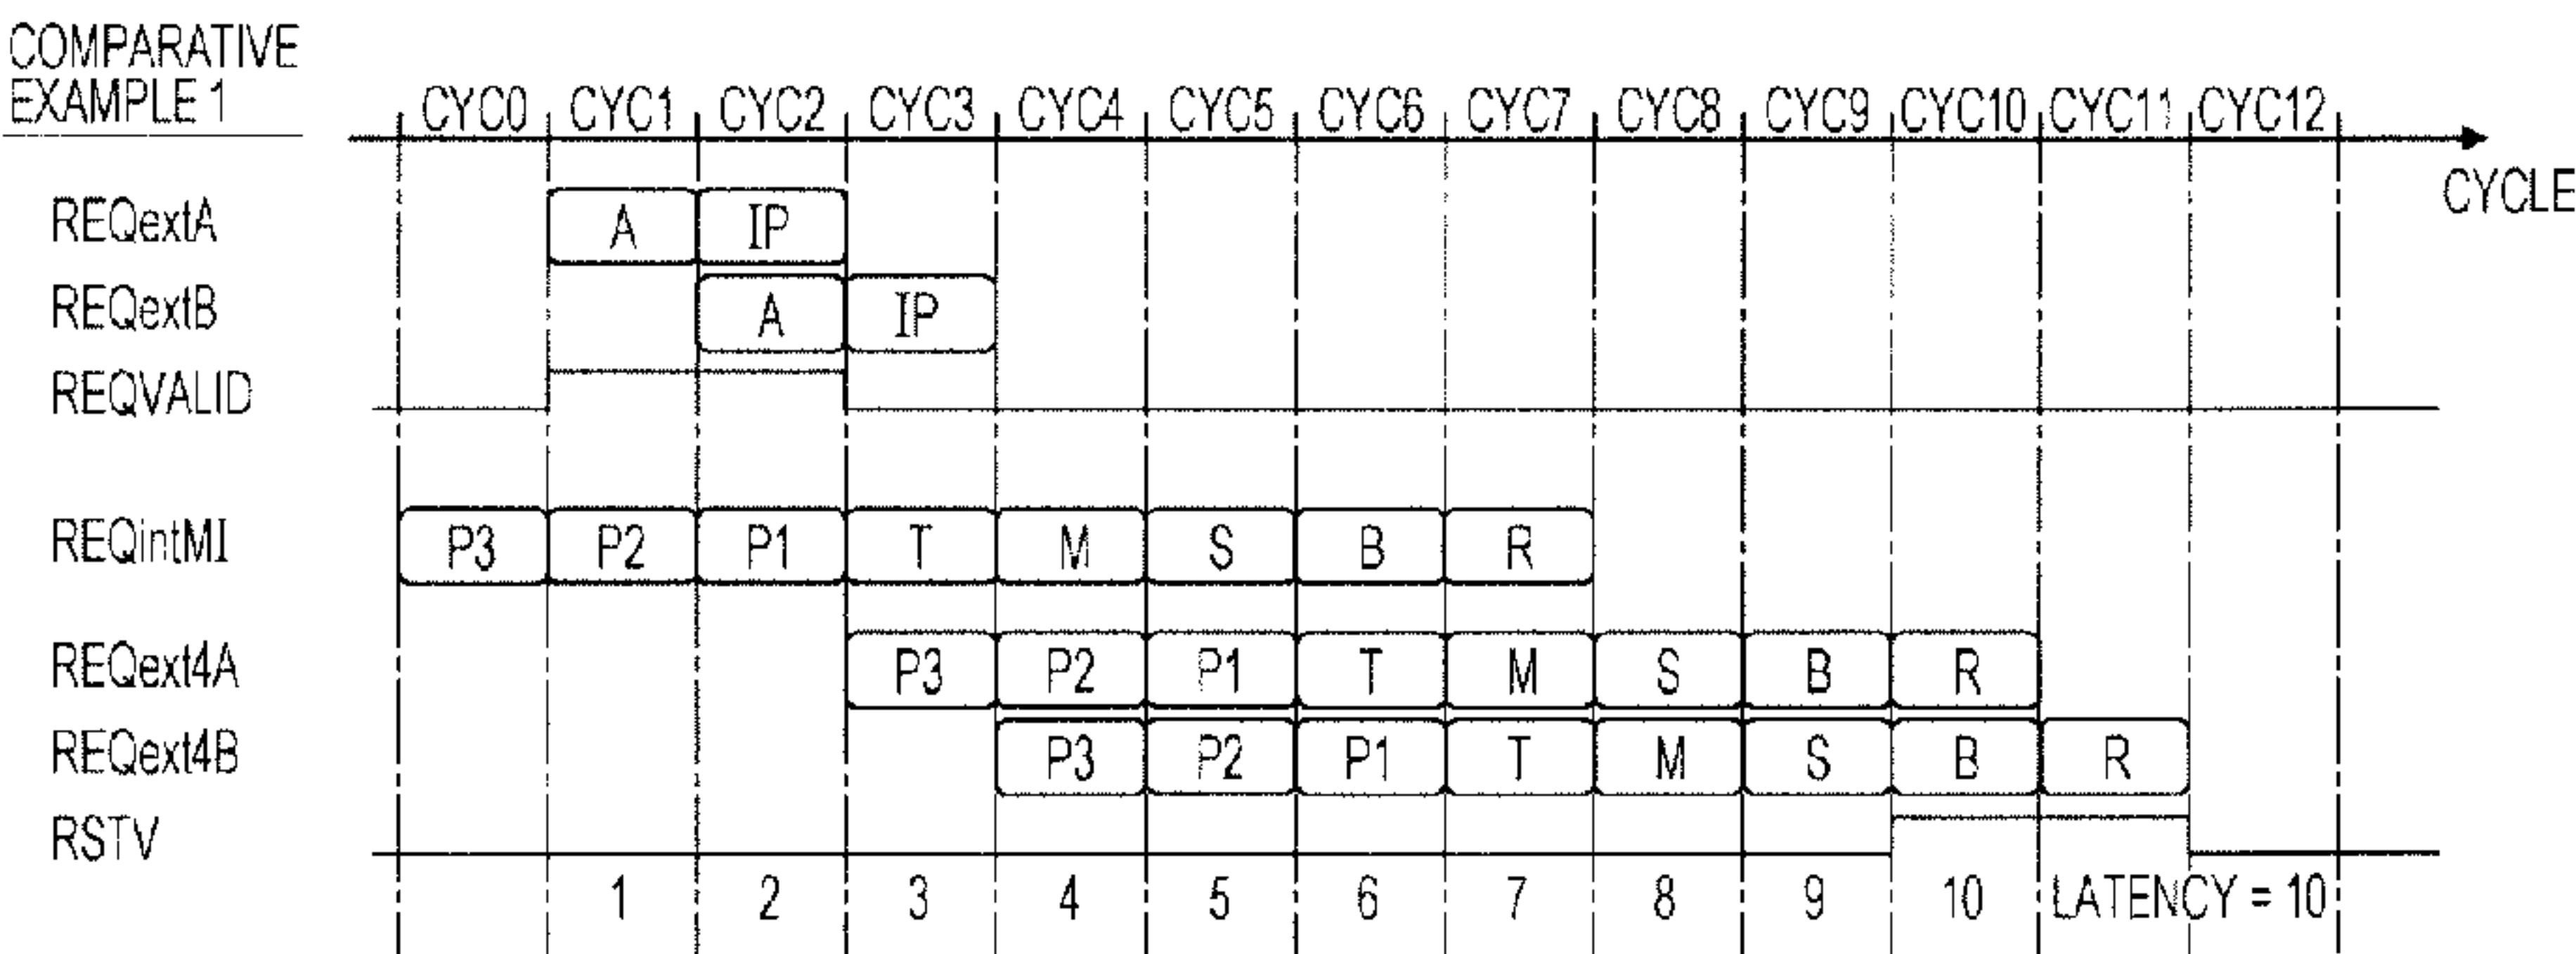 COMPARATIVE
EXAMPLE 1
CYC0 CYC1 CYC2 CYC3 CYC4 CYC5 CYC6 CYC7 CYC8 CYC9 CYC10 CYC11 CYC12
CYCLE
REQextA A IP
REQextB A IP
REQVALID
REQintMI P3 P2 P1 T M S B R
REQext4A P3 P2 P1 T M S B R
REQext4B P3 P2 P1 T M S B R
RSTV
1 2 3 4 5 6 7 8 9 10 LATENCY = 10